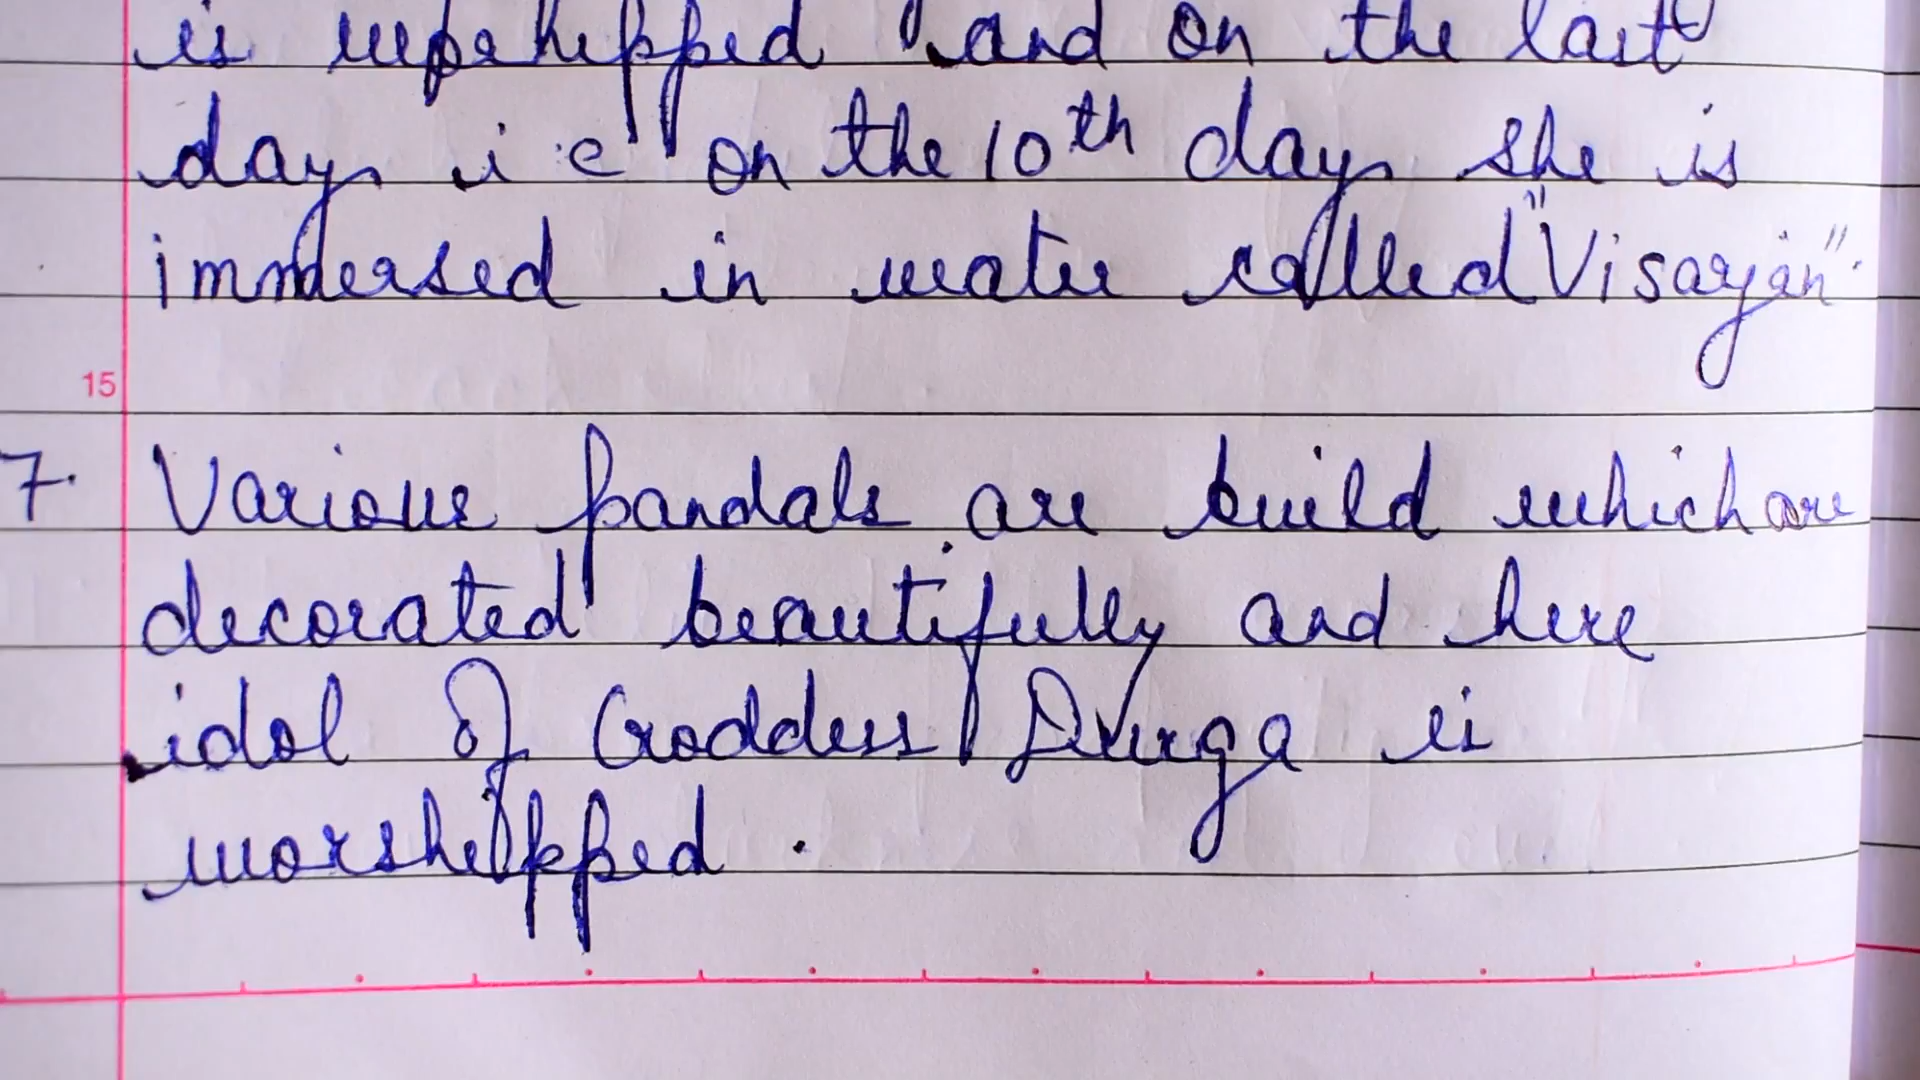 is worshipped and on the last
day i e on the 10th day she is
immersed in water called "Visarjan".
15
7. Various pandals are build which are
decorated beautifully and here
idol of Goddess Durga is
worshipped .